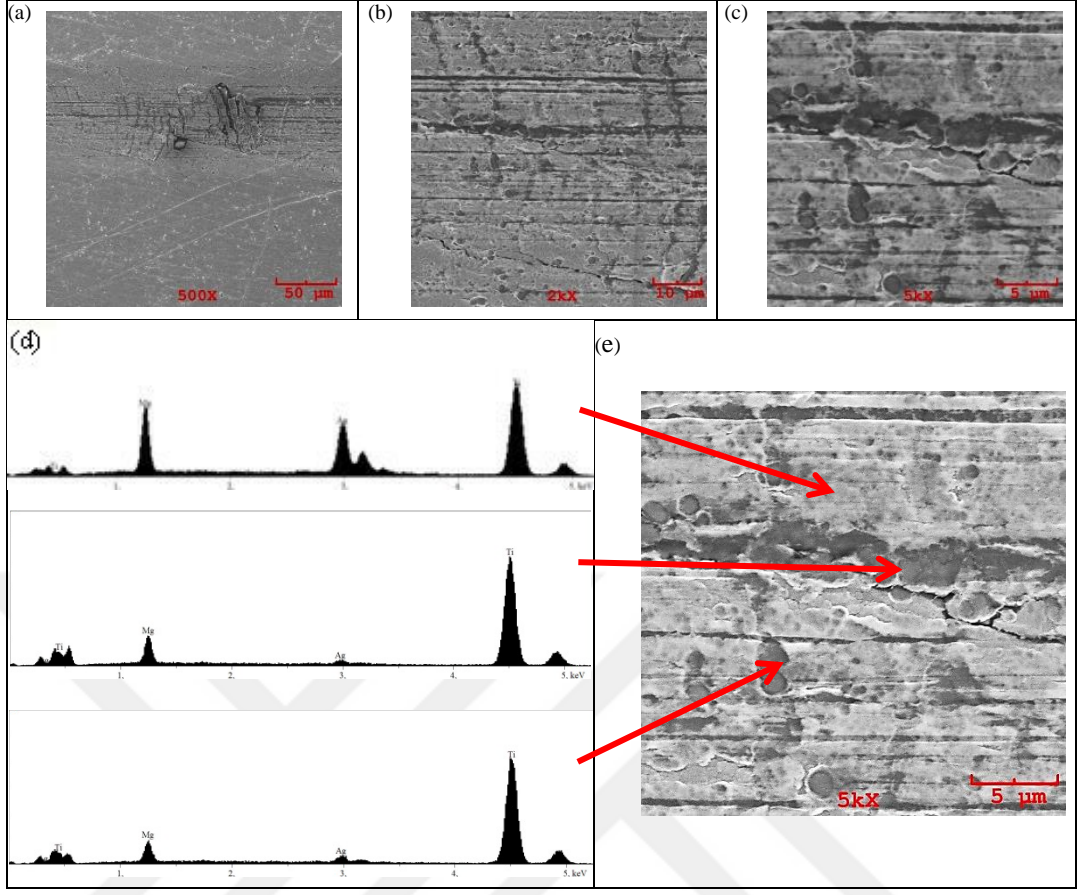 (a)
(b)
(c)
500X
50 µm
2kX
10 µm
5kX
5 µm
(d)
(e)
Mg
Ag
Ti
1.
2.
3.
4.
5. keV
Ti
Mg
Ag
Ti
1.
2.
3.
4.
5. keV
Ti
Mg
Ag
Ti
1.
2.
3.
4.
5. keV
5kX
5 µm